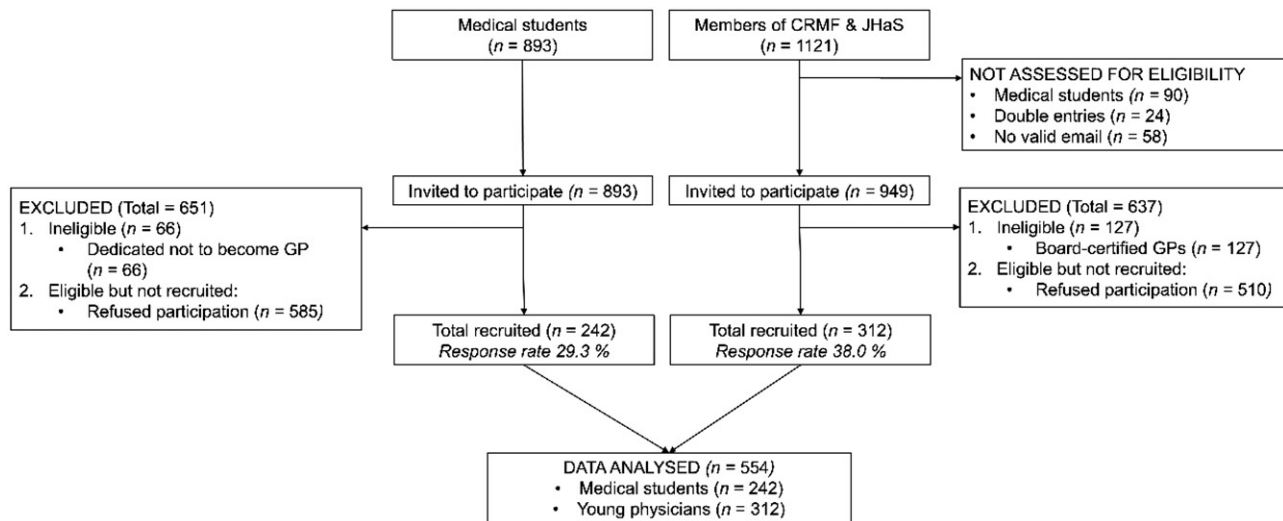 Medical students
(n = 893)
Members of CRMF & JHaS
(n = 1121)
NOT ASSESSED FOR ELIGIBILITY
• Medical students (n = 90)
• Double entries (n = 24)
• No valid email (n = 58)
Invited to participate (n = 893)
Invited to participate (n = 949)
EXCLUDED (Total = 651)
1. Ineligible (n = 66)
• Dedicated not to become GP
(n = 66)
2. Eligible but not recruited:
• Refused participation (n = 585)
EXCLUDED (Total = 637)
1. Ineligible (n = 127)
• Board-certified GPs (n = 127)
2. Eligible but not recruited:
• Refused participation (n = 510)
Total recruited (n = 242)
Response rate 29.3 %
Total recruited (n = 312)
Response rate 38.0 %
DATA ANALYSED (n = 554)
• Medical students (n = 242)
• Young physicians (n = 312)